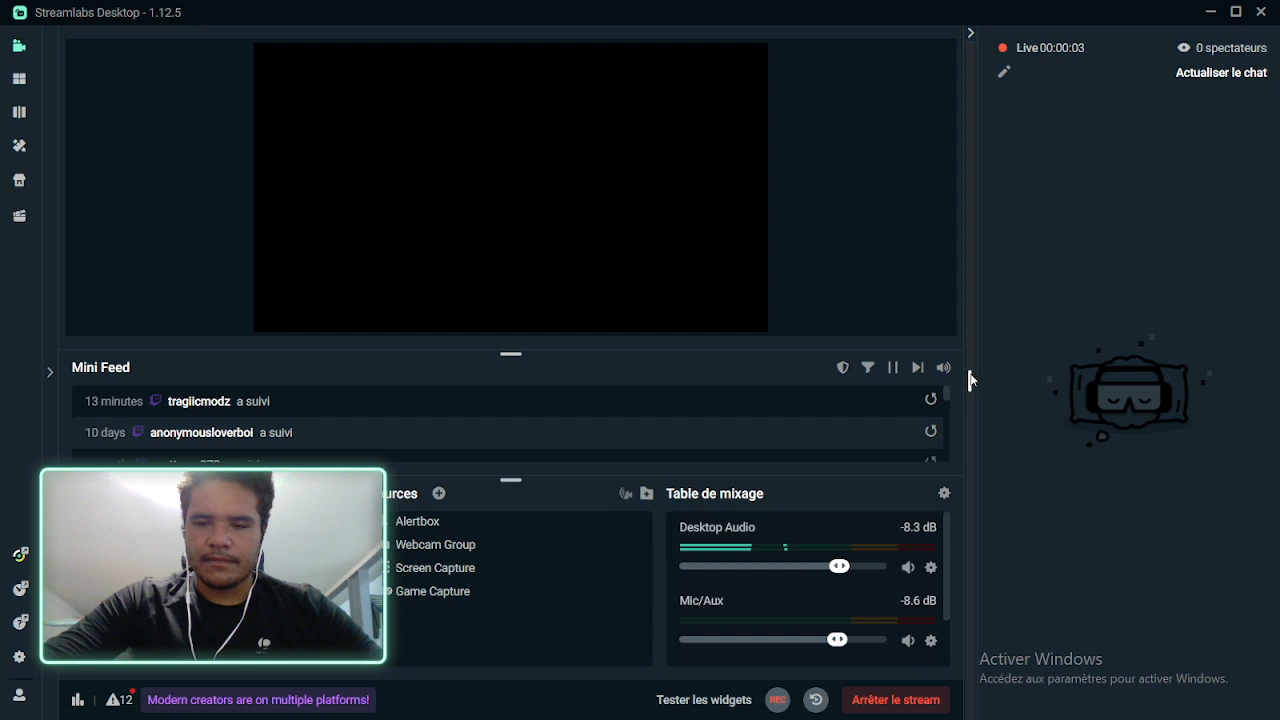 Streamlabs Desktop - 1.12.5
Live 00:00:03
0 spectateurs
Actualiser le chat
Mini Feed
13 minutes tragiicmodz a suivi
10 days anonymousloverboi a suivi
urces
Alertbox
Webcam Group
Screen Capture
Game Capture
Table de mixage
Desktop Audio -8.3 dB
Mic/Aux -8.6 dB
Activer Windows
Accédez aux paramètres pour activer Windows.
12
Modern creators are on multiple platforms!
Tester les widgets
REC
Arrêter le stream